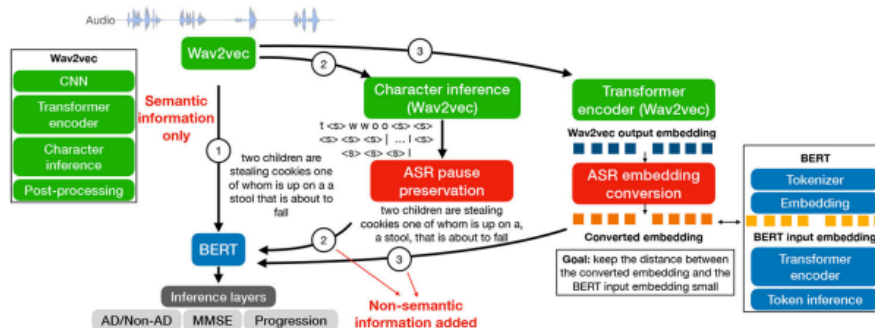 Audio
Wav2vec
CNN
Transformer
encoder
Character
inference
Post-processing
Wav2vec
Semantic
information
only
1
2
3
two children are
stealing cookies one
of whom is up on a a
stool that is about to
fall
Character inference
(Wav2vec)
t <s> w w o o <s> <s>
<s> <s> <s> | ... l <s>
<s> <s> <s> l
ASR pause
preservation
two children are stealing
cookies one of whom is up on a,
a stool, that is about to fall
Transformer
encoder (Wav2vec)
Wav2vec output embedding
ASR embedding
conversion
Converted embedding
Goal: keep the distance between
the converted embedding and the
BERT input embedding small
BERT
Tokenizer
Embedding
BERT input embedding
Transformer
encoder
Token inference
2
3
BERT
Inference layers
AD/Non-AD MMSE Progression
Non-semantic
information added